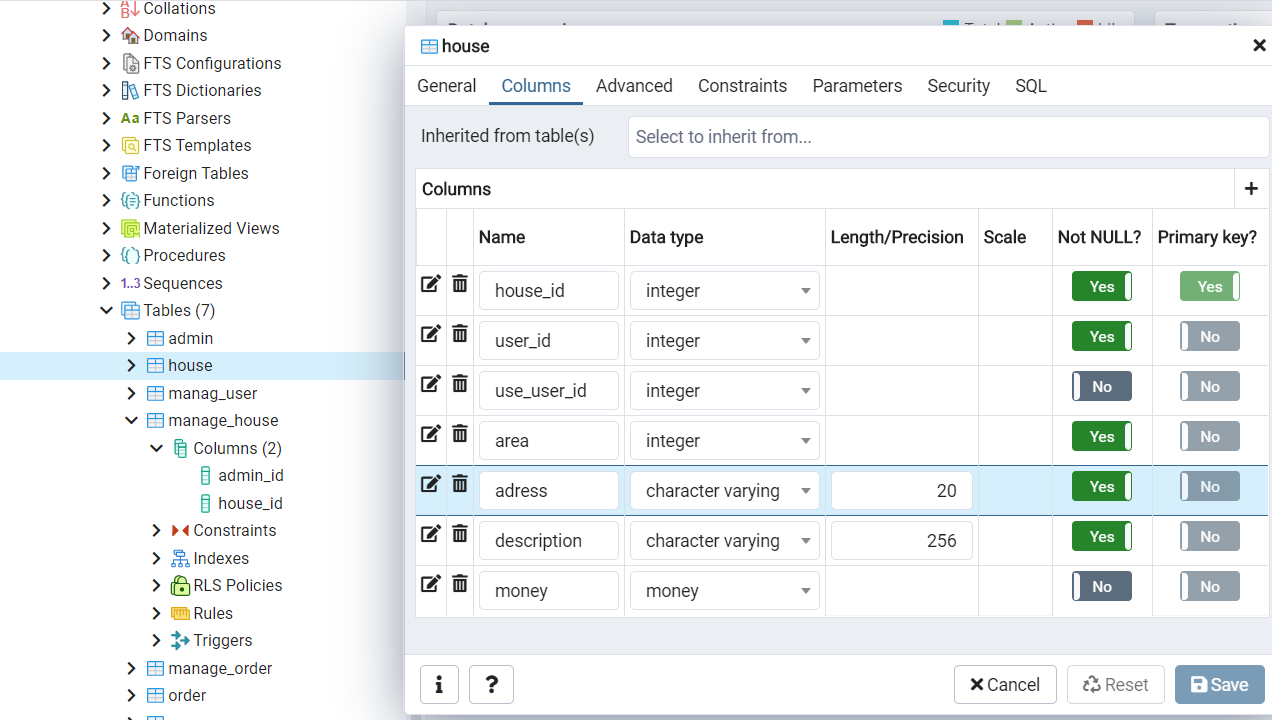 Collations
Domains
FTS Configurations
FTS Dictionaries
Aa FTS Parsers
FTS Templates
Foreign Tables
Functions
Materialized Views
Procedures
1..3 Sequences
Tables (7)
admin
house
manag_user
manage_house
Columns (2)
admin_id
house_id
Constraints
Indexes
RLS Policies
Rules
Triggers
manage_order
order
house
General Columns Advanced Constraints Parameters Security SQL
Inherited from table(s) Select to inherit from...
Columns
Name Data type Length/Precision Scale Not NULL? Primary key?
house_id integer Yes Yes
user_id integer Yes No
use_user_id integer No No
area integer Yes No
adress character varying 20 Yes No
description character varying 256 Yes No
money money No No
i ? Cancel Reset Save